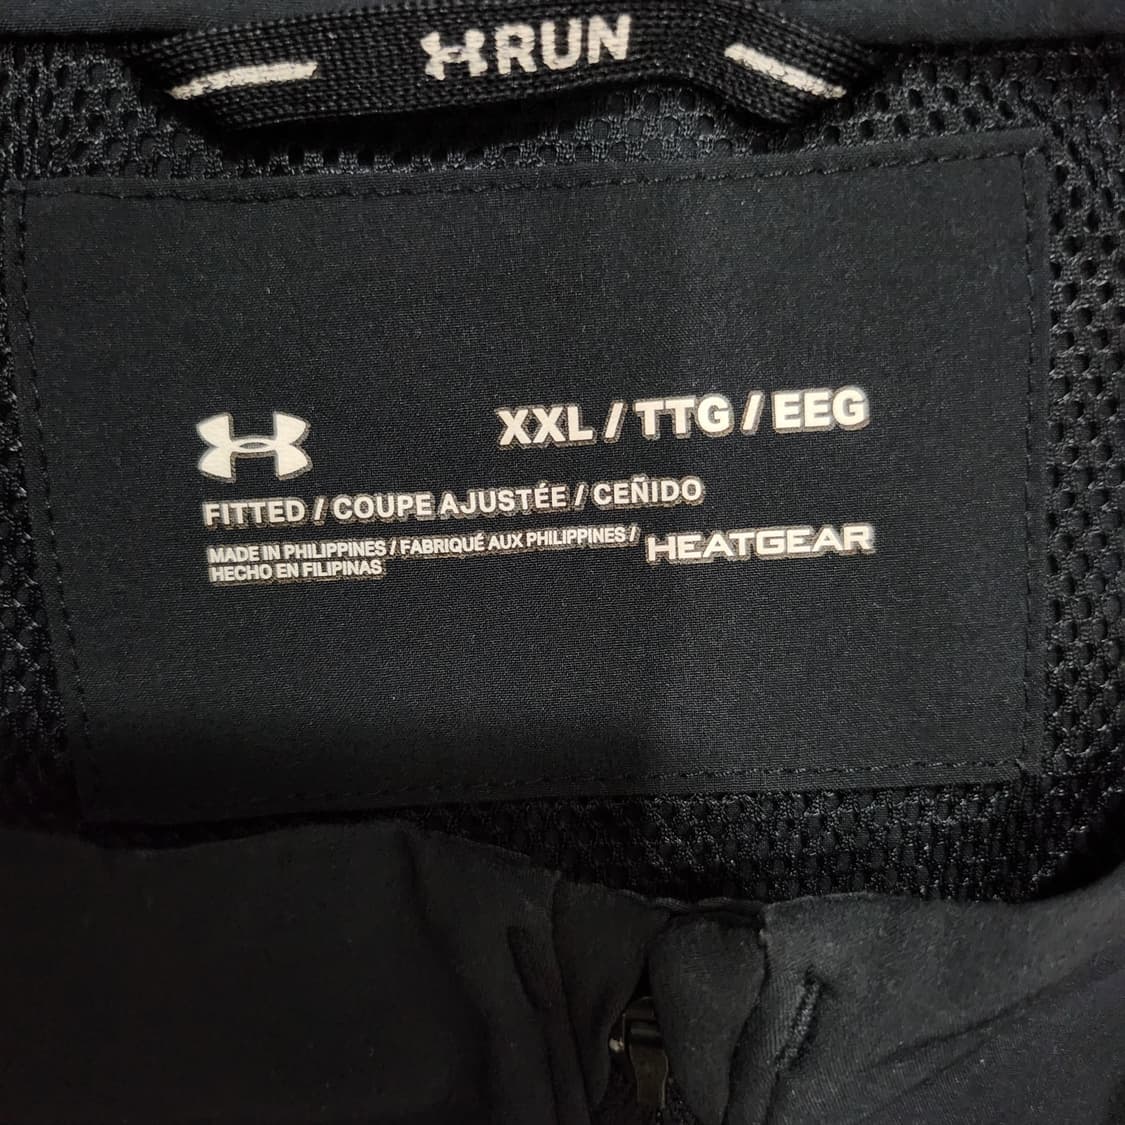 RUN
XXL / TTG / EEG
FITTED / COUPE AJUSTÉE / CEÑIDO
MADE IN PHILIPPINES / FABRIQUÉ AUX PHILIPPINES /
HECHO EN FILIPINAS
HEATGEAR